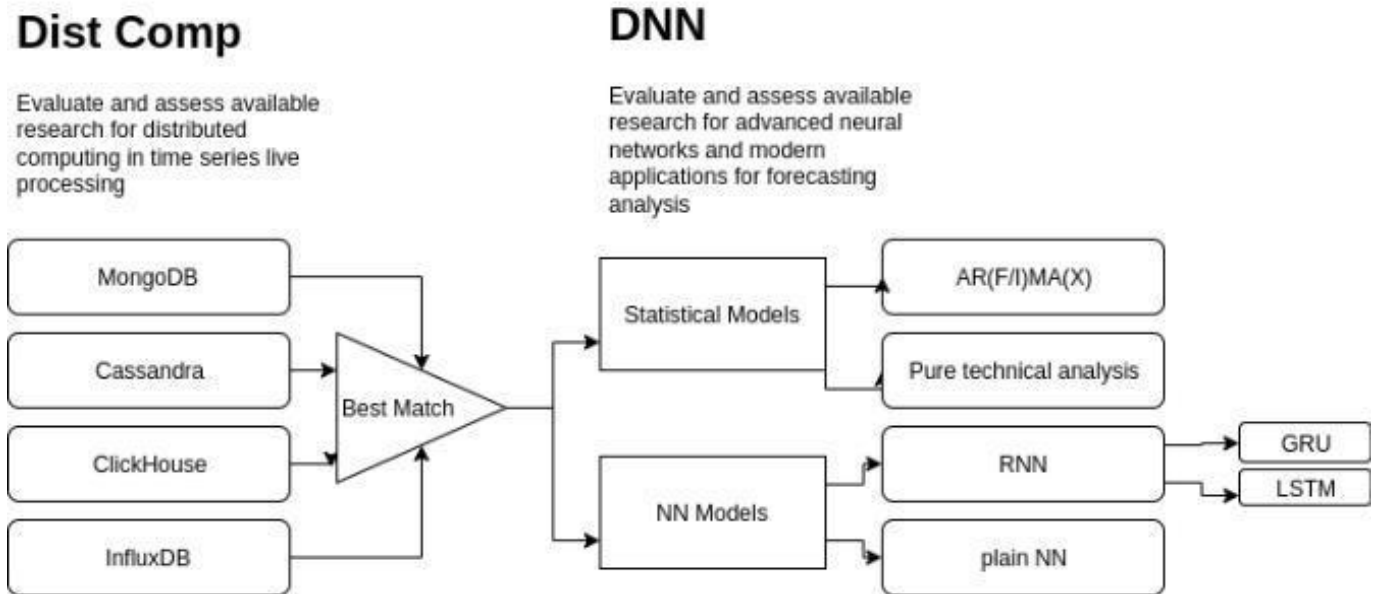 Dist Comp
Evaluate and assess available
research for distributed
computing in time series live
processing
MongoDB
Cassandra
ClickHouse
InfluxDB
Best Match
DNN
Evaluate and assess available
research for advanced neural
networks and modern
applications for forecasting
analysis
Statistical Models
NN Models
AR(F/I)MA(X)
Pure technical analysis
RNN
plain NN
GRU
LSTM